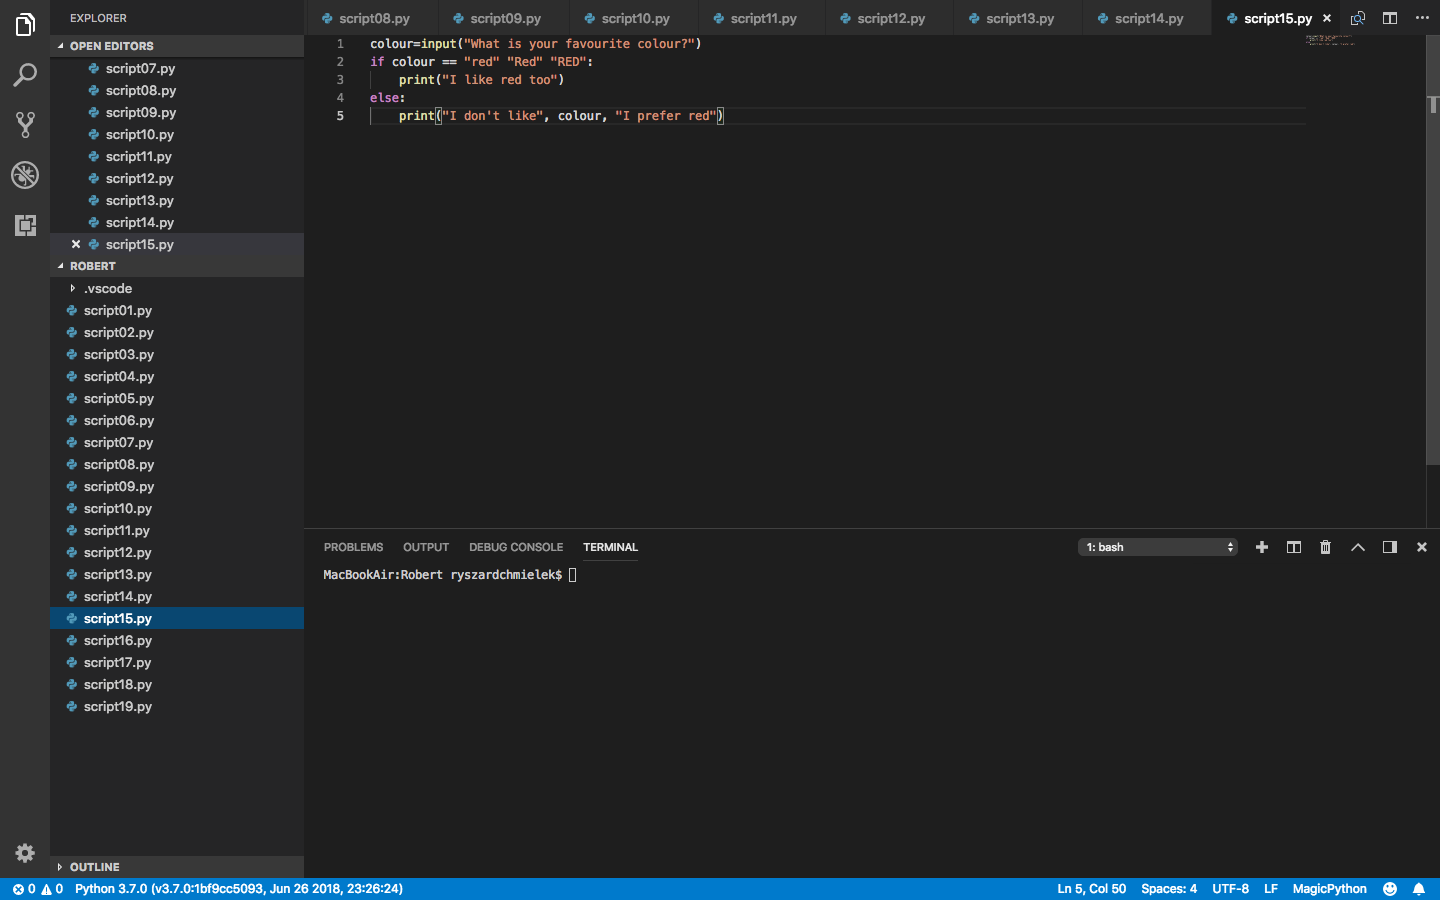 EXPLORER
OPEN EDITORS
script07.py
script08.py
script09.py
script10.py
script11.py
script12.py
script13.py
script14.py
script15.py
ROBERT
.vscode
script01.py
script02.py
script03.py
script04.py
script05.py
script06.py
script07.py
script08.py
script09.py
script10.py
script11.py
script12.py
script13.py
script14.py
script15.py
script16.py
script17.py
script18.py
script19.py
OUTLINE
script08.py script09.py script10.py script11.py script12.py script13.py script14.py script15.py
1 colour=input("What is your favourite colour?")
2 if colour == "red" "Red" "RED":
3 print("I like red too")
4 else:
5 print("I don't like", colour, "I prefer red")
PROBLEMS OUTPUT DEBUG CONSOLE TERMINAL 1: bash
MacBookAir:Robert ryszardchmielek$
0 0 Python 3.7.0 (v3.7.0:1bf9cc5093, Jun 26 2018, 23:26:24) Ln 5, Col 50 Spaces: 4 UTF-8 LF MagicPython